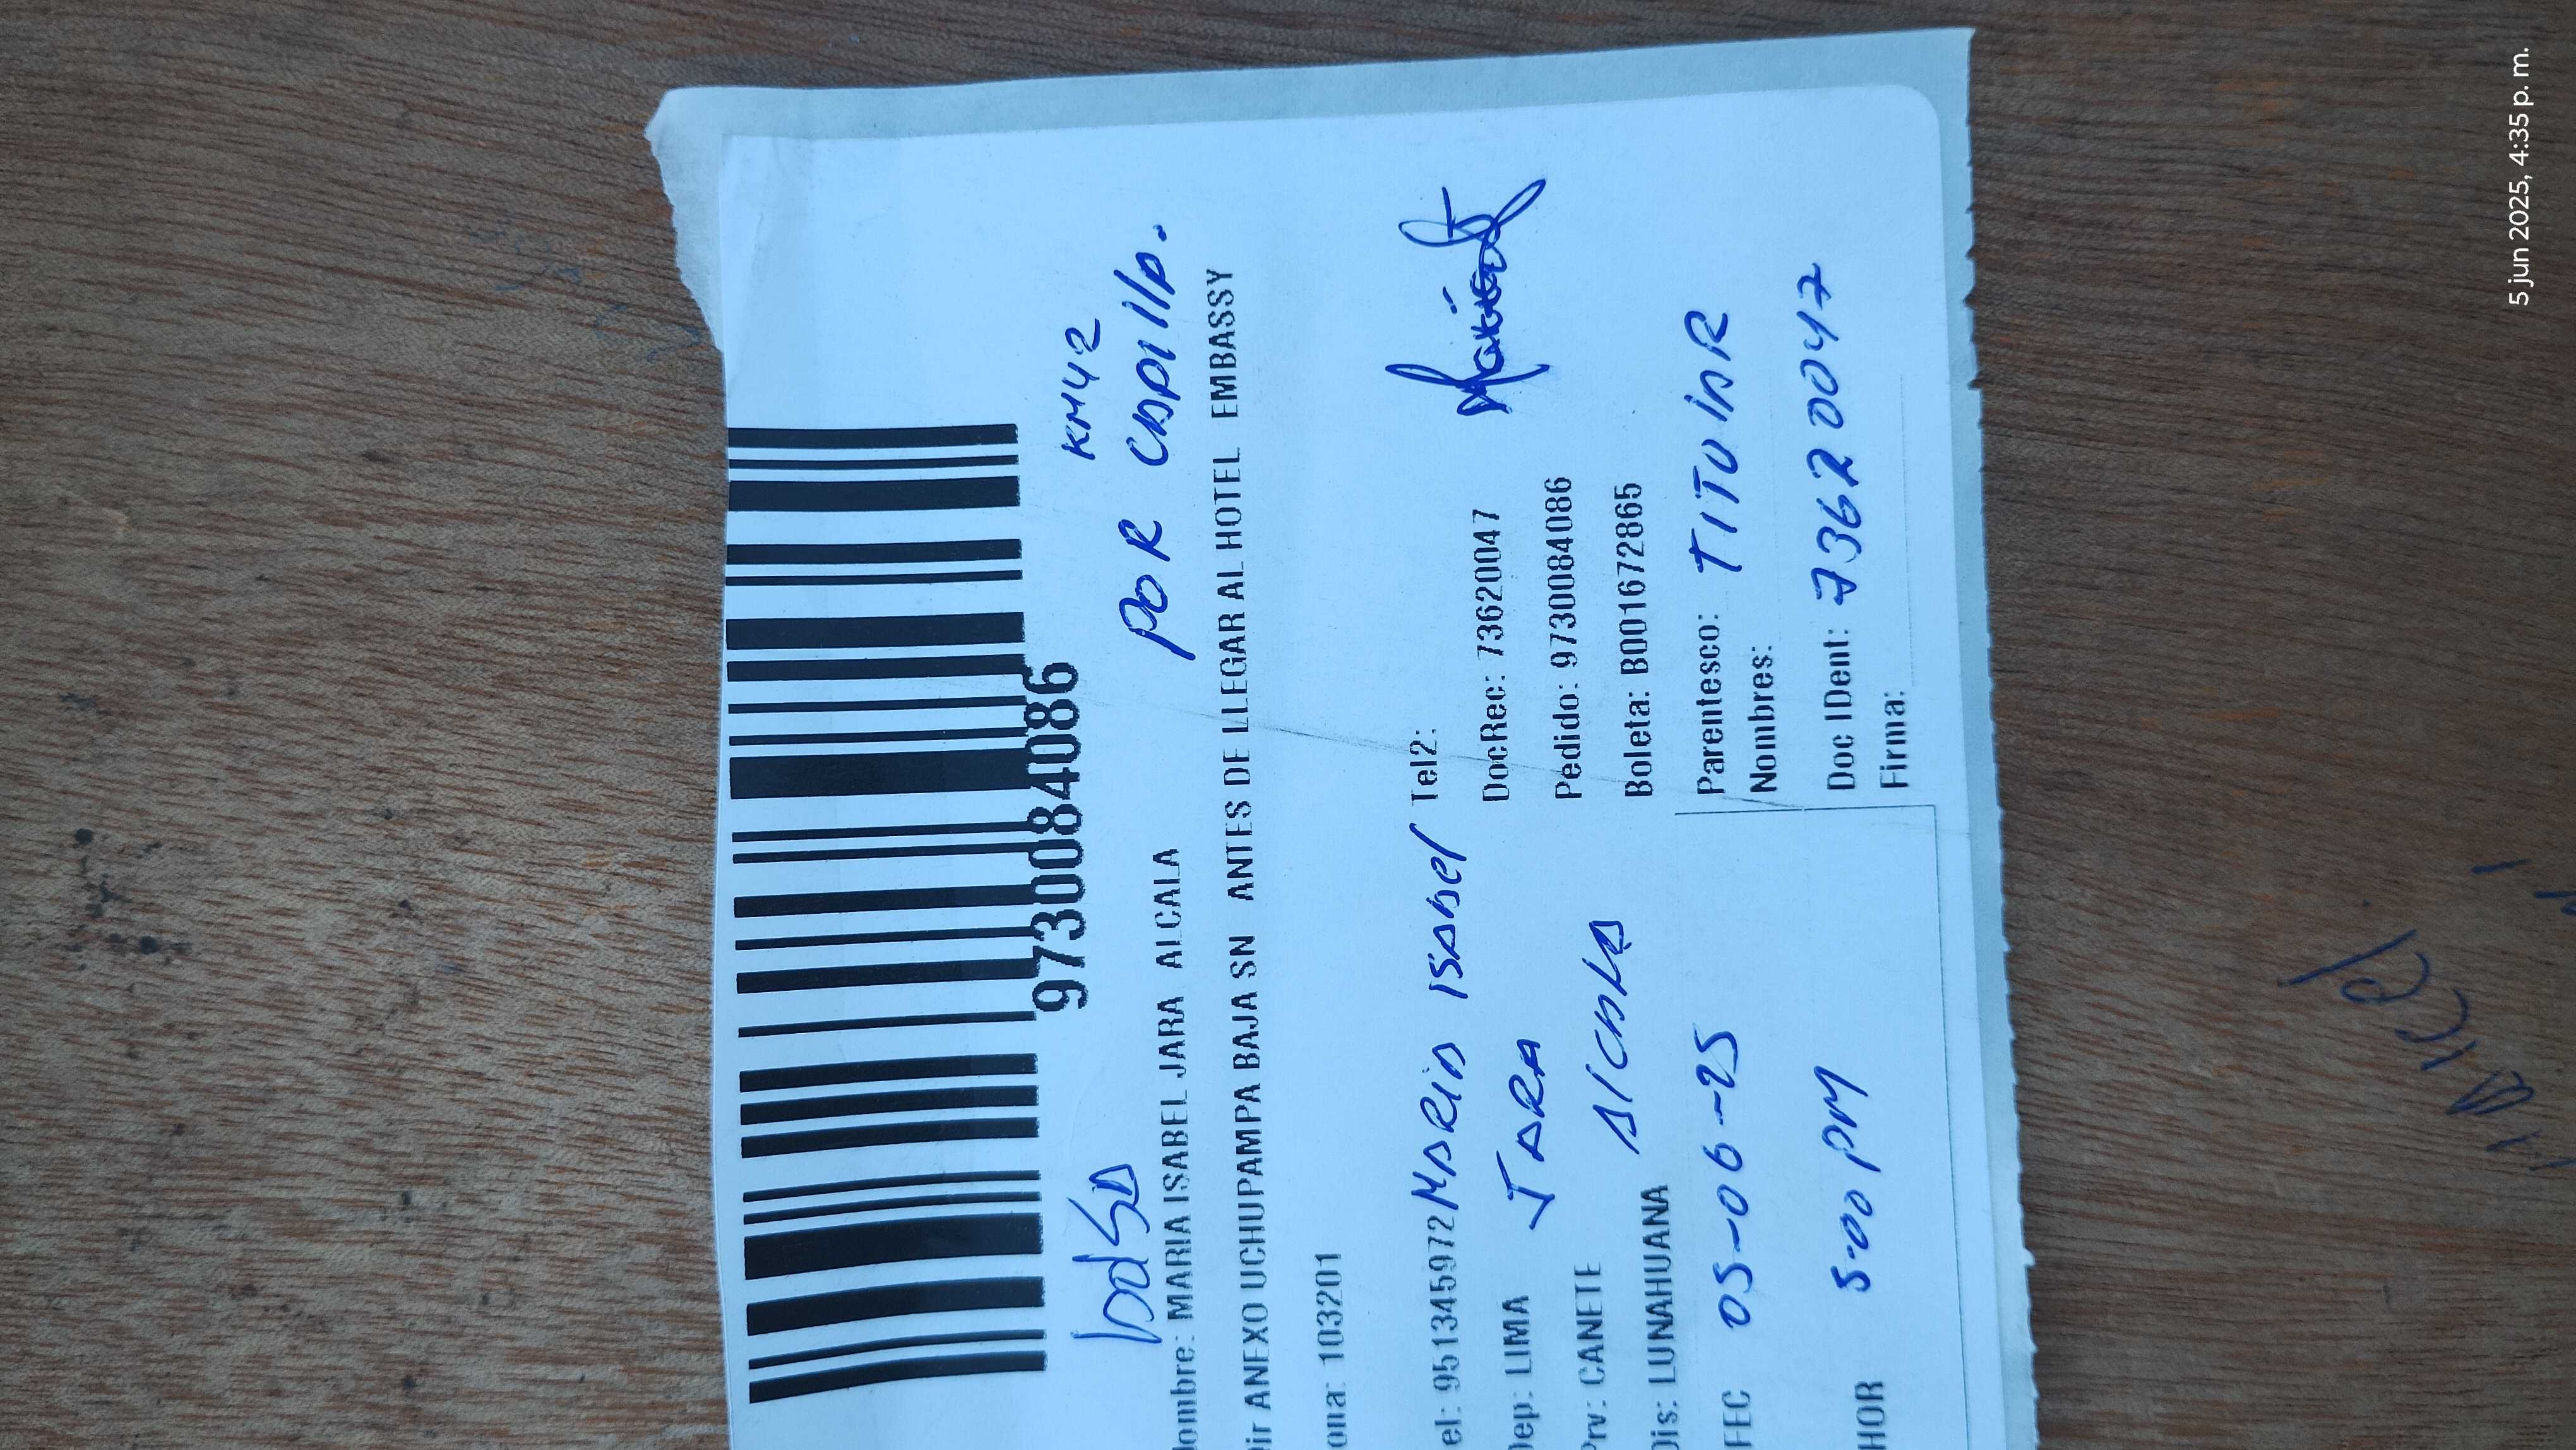 9730084086
KM42
bolsa
POR CAPILLA.
ombre: MARIA ISABEL JARA ALCALA
ir ANEXO UCHUPAMPA BAJA SN ANTES DE LLEGAR AL HOTEL EMBASSY
ona: 103201
el: 951345972 MARIA ISABEl Tel2:
Dep: LIMA JARA DocRec: 73620047
Prv: CANETE AlCALA Pedido: 9730084086
Dis: LUNAHUANA Boleta: B001672865
FEC 05-06-25 Parentesco: TITULAR
Nombres:
HOR 5:00 PM Doc IDent: 73620047
Firma:
5 jun 2025, 4:35 p. m.